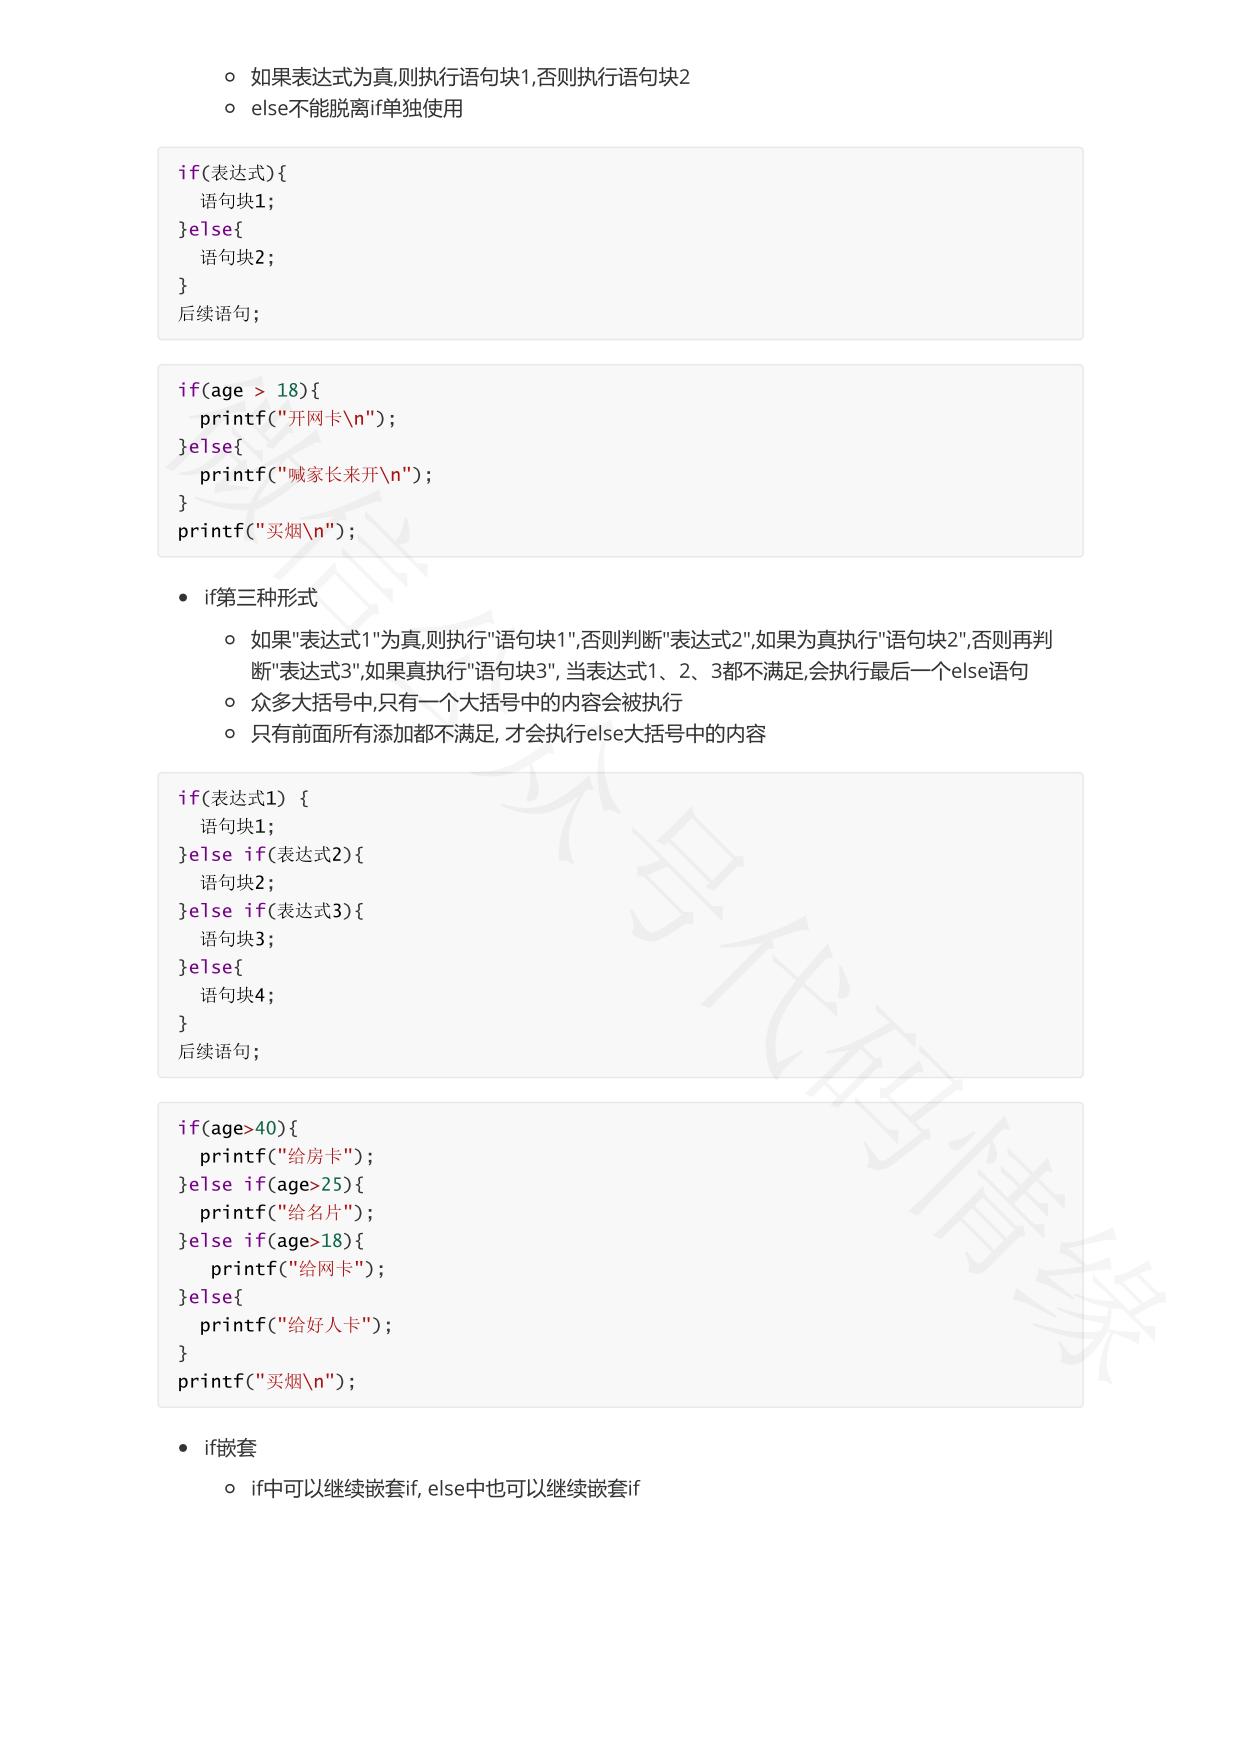 如果表达式为真,则执行语句块1,否则执行语句块2
else不能脱离if单独使用
if(表达式){
  语句块1;
}else{
  语句块2;
}
后续语句;
if(age > 18){
  printf("开网卡\n");
}else{
  printf("喊家长来开\n");
}
printf("买烟\n");
if第三种形式
如果"表达式1"为真,则执行"语句块1",否则判断"表达式2",如果为真执行"语句块2",否则再判
断"表达式3",如果真执行"语句块3", 当表达式1、2、3都不满足,会执行最后一个else语句
众多大括号中,只有一个大括号中的内容会被执行
只有前面所有添加都不满足, 才会执行else大括号中的内容
if(表达式1) {
  语句块1;
}else if(表达式2){
  语句块2;
}else if(表达式3){
  语句块3;
}else{
  语句块4;
}
后续语句;
if(age>40){
  printf("给房卡");
}else if(age>25){
  printf("给名片");
}else if(age>18){
   printf("给网卡");
}else{
  printf("给好人卡");
}
printf("买烟\n");
if嵌套
if中可以继续嵌套if, else中也可以继续嵌套if
微信公众号代码情缘